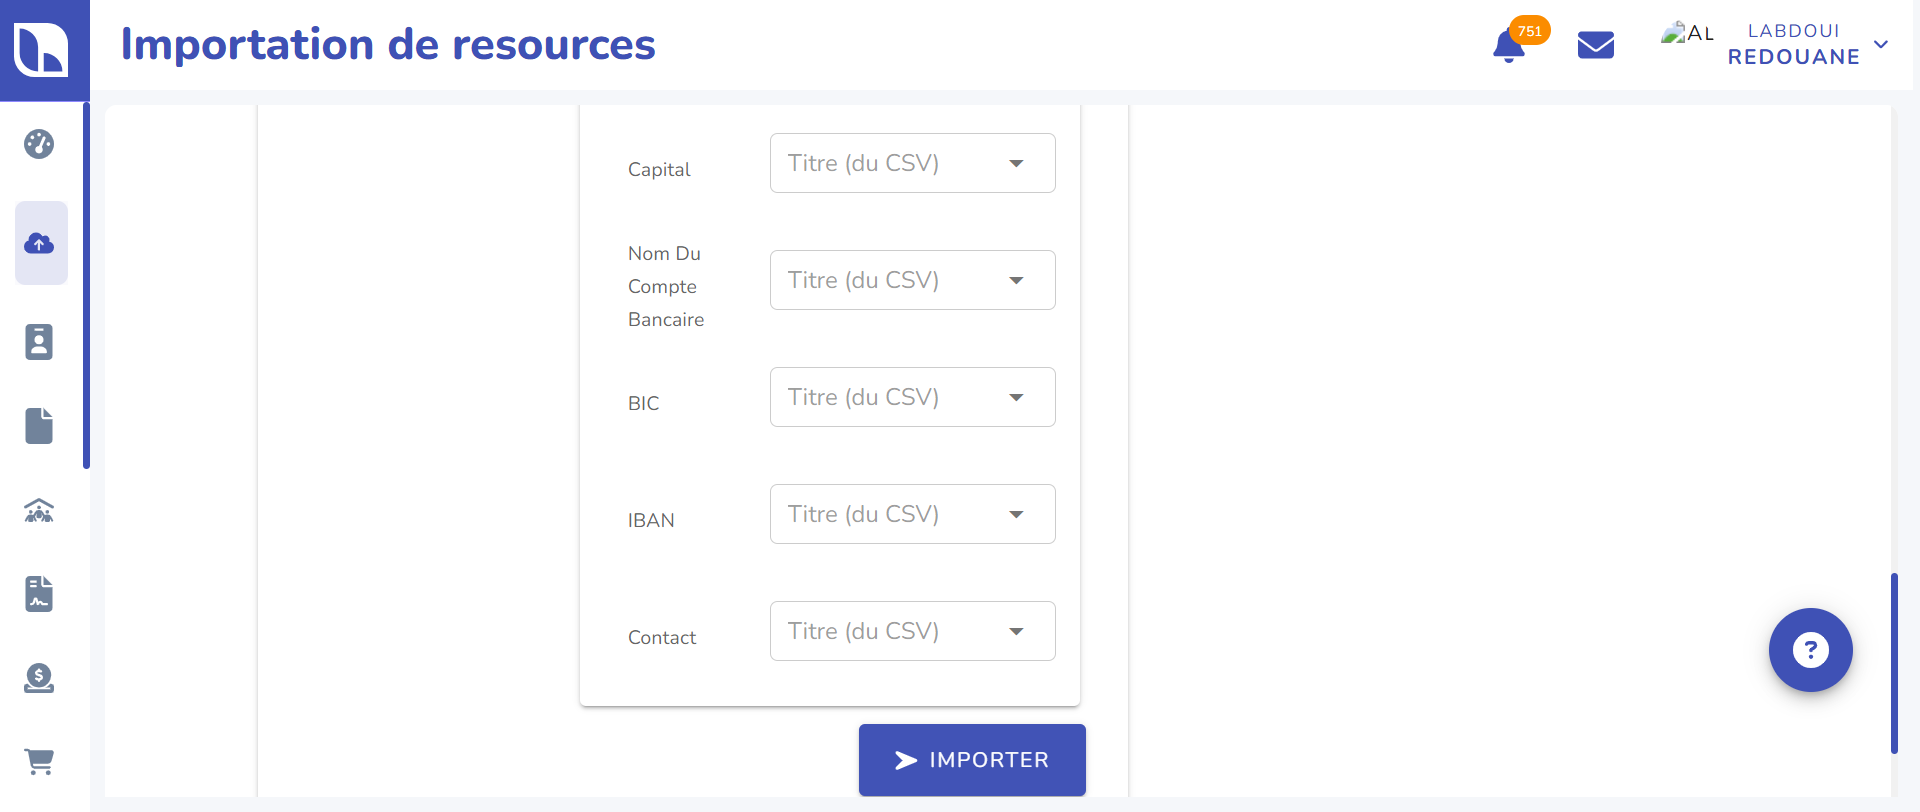 Importation de resources
751
AL
LABDOUI
REDOUANE
Capital
Titre (du CSV)
Nom Du
Compte
Bancaire
Titre (du CSV)
BIC
Titre (du CSV)
IBAN
Titre (du CSV)
Contact
Titre (du CSV)
IMPORTER